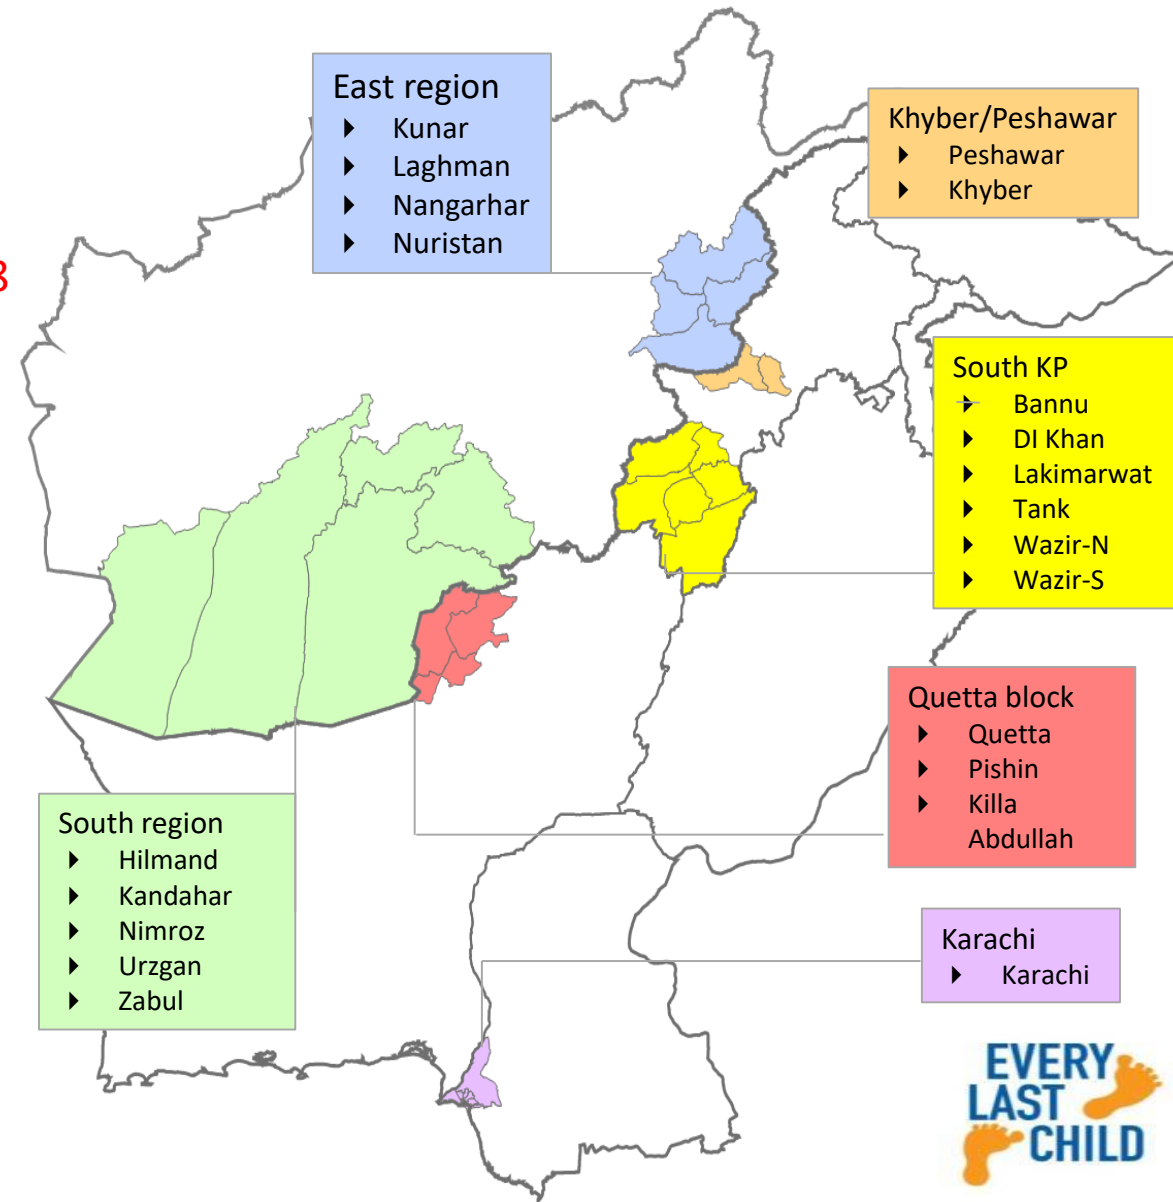 East region
Kunar
Laghman
Nangarhar
Nuristan
Khyber/Peshawar
Peshawar
Khyber
8
South KP
Bannu
DI Khan
Lakimarwat
Tank
Wazir-N
Wazir-S
Quetta block
Quetta
Pishin
Killa
Abdullah
South region
Hilmand
Kandahar
Nimroz
Urzgan
Zabul
Karachi
Karachi
EVERY
LAST
CHILD